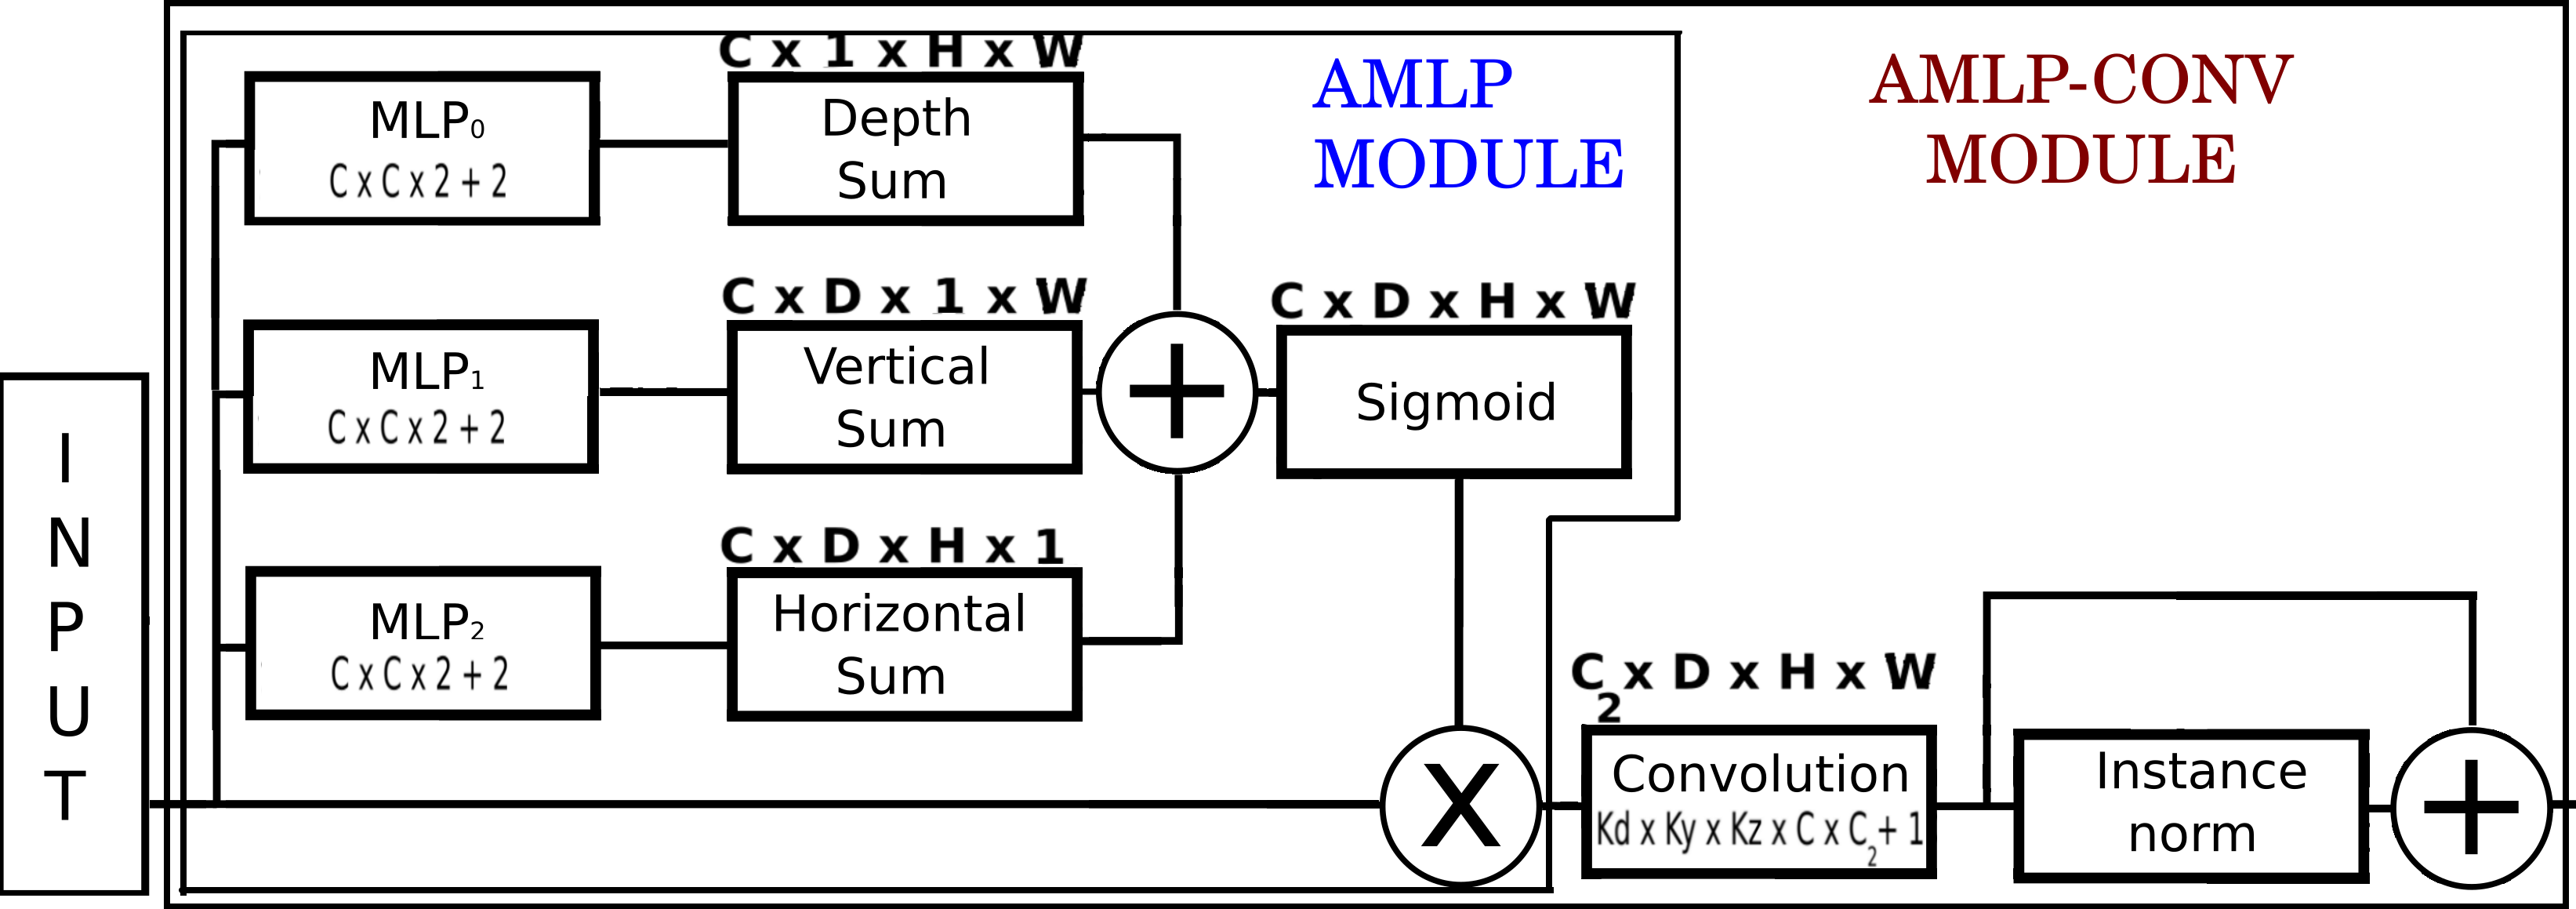 INPUT
MLP0
C x C x 2 + 2
C x 1 x H x W
Depth
Sum
MLP1
C x C x 2 + 2
C x D x 1 x W
Vertical
Sum
MLP2
C x C x 2 + 2
C x D x H x 1
Horizontal
Sum
+
C x D x H x W
Sigmoid
AMLP
MODULE
X
AMLP-CONV
MODULE
C2 x D x H x W
Convolution
Kd x Ky x Kz x C x C2 + 1
Instance
norm
+